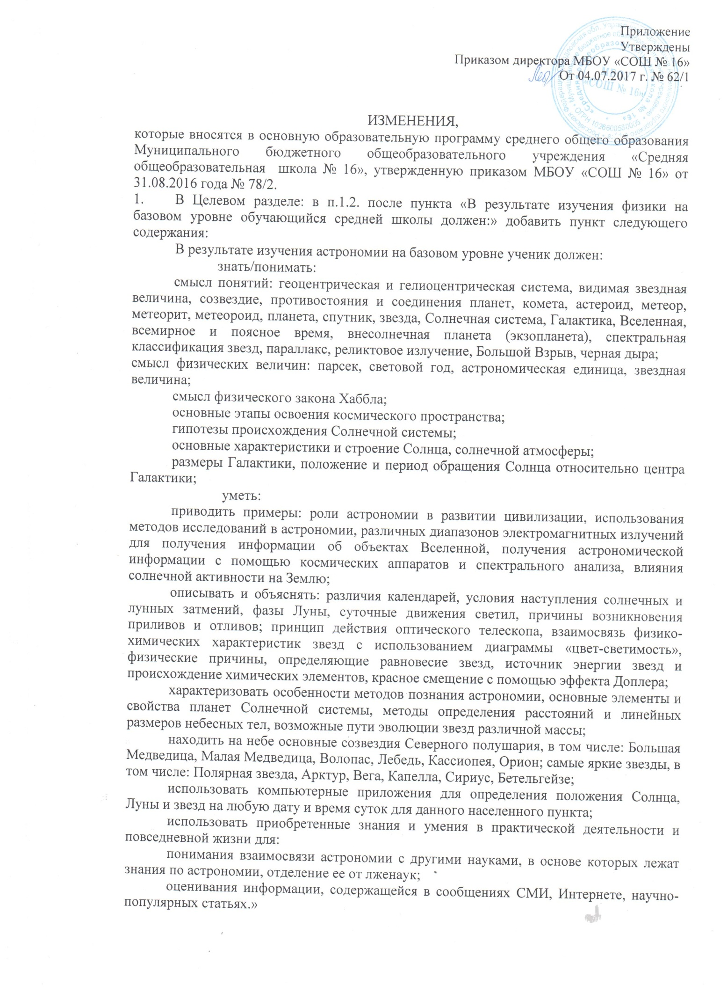 Приложение
Утверждены
Приказом директора МБОУ «СОШ № 16»
От 04.07.2017 г. № 62/1
МБОУ
«СОШ № 16»
ОГРН 1026600580005
ИЗМЕНЕНИЯ,
которые вносятся в основную образовательную программу среднего общего образования
Муниципального бюджетного общеобразовательного учреждения «Средняя
общеобразовательная школа № 16», утвержденную приказом МБОУ «СОШ № 16» от
31.08.2016 года № 78/2.
1. В Целевом разделе: в п.1.2. после пункта «В результате изучения физики на
базовом уровне обучающийся средней школы должен:» добавить пункт следующего
содержания:
В результате изучения астрономии на базовом уровне ученик должен:
знать/понимать:
смысл понятий: геоцентрическая и гелиоцентрическая система, видимая звездная
величина, созвездие, противостояния и соединения планет, комета, астероид, метеор,
метеорит, метеороид, планета, спутник, звезда, Солнечная система, Галактика, Вселенная,
всемирное и поясное время, внесолнечная планета (экзопланета), спектральная
классификация звезд, параллакс, реликтовое излучение, Большой Взрыв, черная дыра;
смысл физических величин: парсек, световой год, астрономическая единица, звездная
величина;
смысл физического закона Хаббла;
основные этапы освоения космического пространства;
гипотезы происхождения Солнечной системы;
основные характеристики и строение Солнца, солнечной атмосферы;
размеры Галактики, положение и период обращения Солнца относительно центра
Галактики;
уметь:
приводить примеры: роли астрономии в развитии цивилизации, использования
методов исследований в астрономии, различных диапазонов электромагнитных излучений
для получения информации об объектах Вселенной, получения астрономической
информации с помощью космических аппаратов и спектрального анализа, влияния
солнечной активности на Землю;
описывать и объяснять: различия календарей, условия наступления солнечных и
лунных затмений, фазы Луны, суточные движения светил, причины возникновения
приливов и отливов; принцип действия оптического телескопа, взаимосвязь физико-
химических характеристик звезд с использованием диаграммы «цвет-светимость»,
физические причины, определяющие равновесие звезд, источник энергии звезд и
происхождение химических элементов, красное смещение с помощью эффекта Доплера;
характеризовать особенности методов познания астрономии, основные элементы и
свойства планет Солнечной системы, методы определения расстояний и линейных
размеров небесных тел, возможные пути эволюции звезд различной массы;
находить на небе основные созвездия Северного полушария, в том числе: Большая
Медведица, Малая Медведица, Волопас, Лебедь, Кассиопея, Орион; самые яркие звезды, в
том числе: Полярная звезда, Арктур, Вега, Капелла, Сириус, Бетельгейзе;
использовать компьютерные приложения для определения положения Солнца,
Луны и звезд на любую дату и время суток для данного населенного пункта;
использовать приобретенные знания и умения в практической деятельности и
повседневной жизни для:
понимания взаимосвязи астрономии с другими науками, в основе которых лежат
знания по астрономии, отделение ее от лженаук;
оценивания информации, содержащейся в сообщениях СМИ, Интернете, научно-
популярных статьях.»